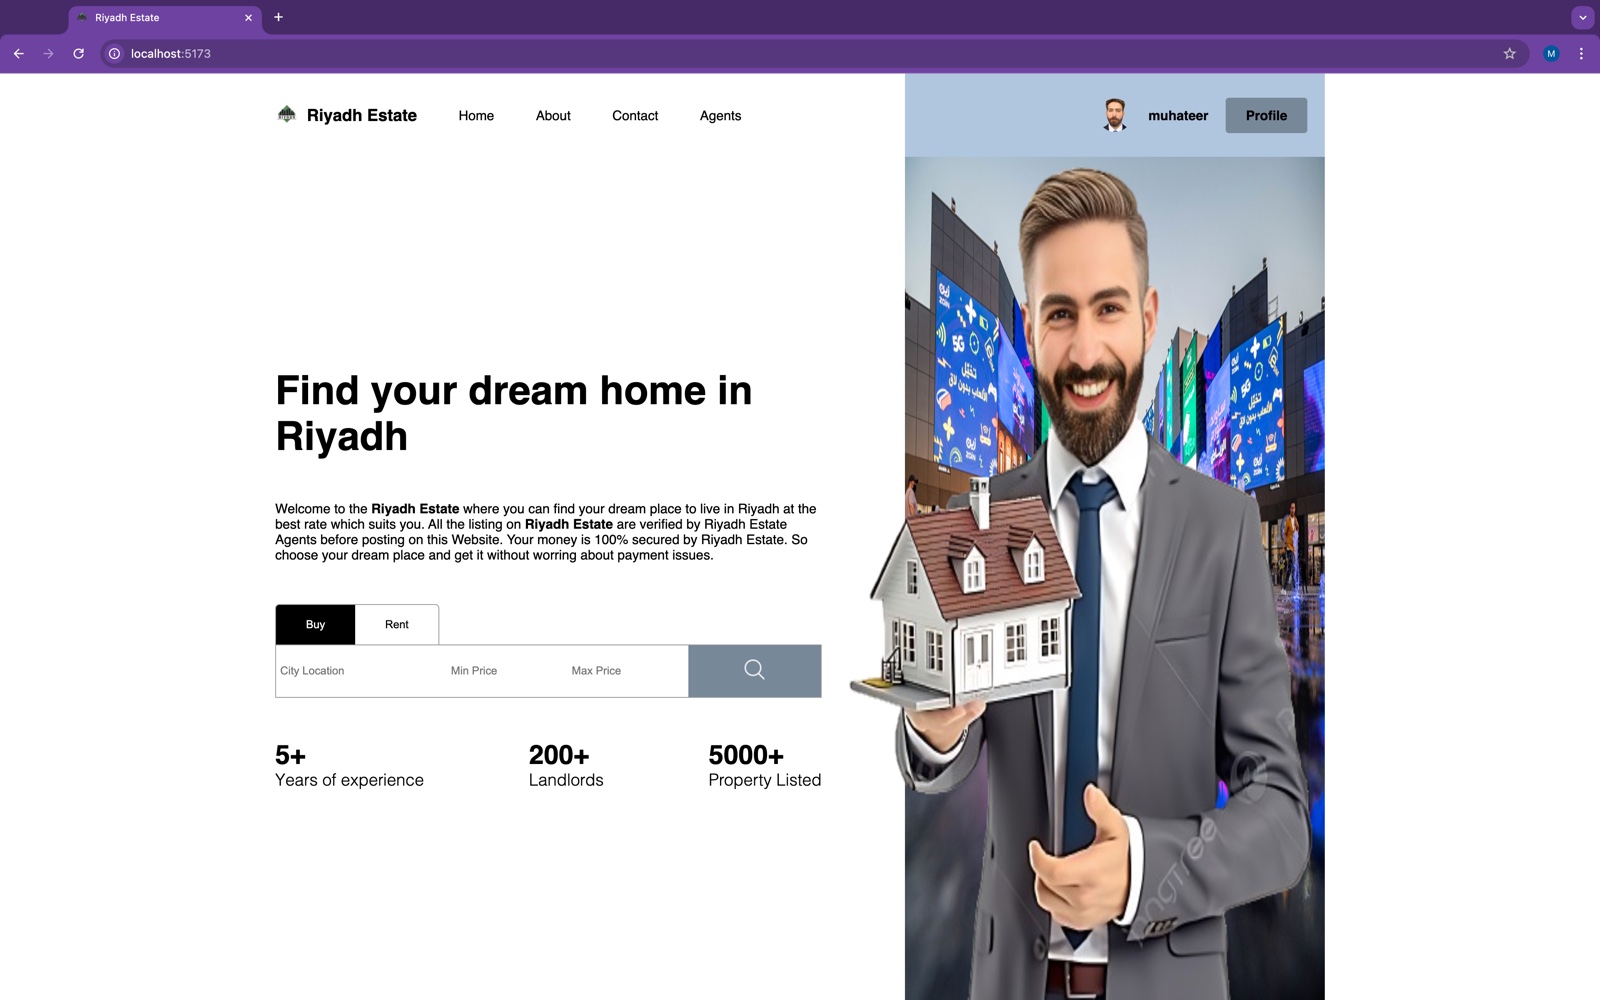 Riyadh Estate
localhost:5173
M
Riyadh Estate
Home
About
Contact
Agents
muhateer
Profile
Find your dream home in
Riyadh
Welcome to the Riyadh Estate where you can find your dream place to live in Riyadh at the
best rate which suits you. All the listing on Riyadh Estate are verified by Riyadh Estate
Agents before posting on this Website. Your money is 100% secured by Riyadh Estate. So
choose your dream place and get it without worring about payment issues.
Buy
Rent
City Location
Min Price
Max Price
5+
Years of experience
200+
Landlords
5000+
Property Listed
5G
5G